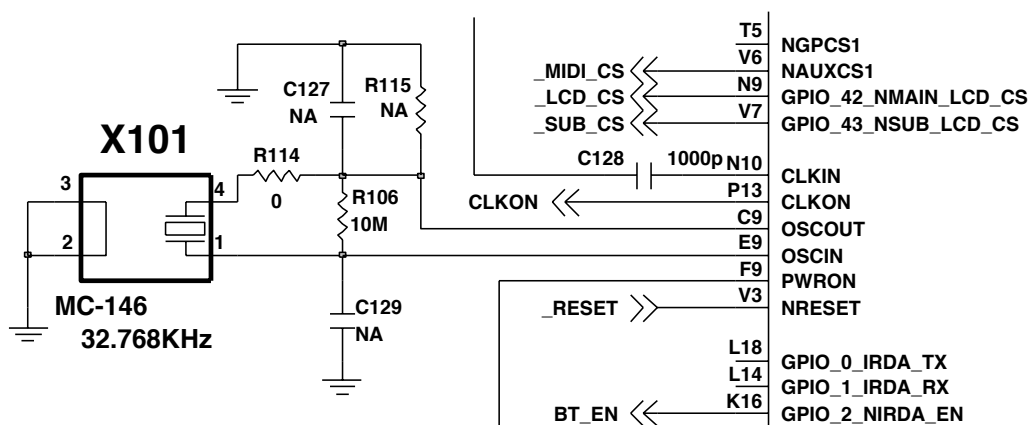 T5
NGPCS1
V6
_MIDI_CS
NAUXCS1
N9
_LCD_CS
GPIO_42_NMAIN_LCD_CS
V7
_SUB_CS
GPIO_43_NSUB_LCD_CS
C127
NA
R115
NA
X101
R114
0
C128
1000p
N10
CLKIN
P13
CLKON
CLKON
3
4
R106
10M
C9
OSCOUT
2
1
E9
OSCIN
F9
PWRON
MC-146
32.768KHz
C129
NA
V3
_RESET
NRESET
L18
GPIO_0_IRDA_TX
L14
GPIO_1_IRDA_RX
K16
BT_EN
GPIO_2_NIRDA_EN